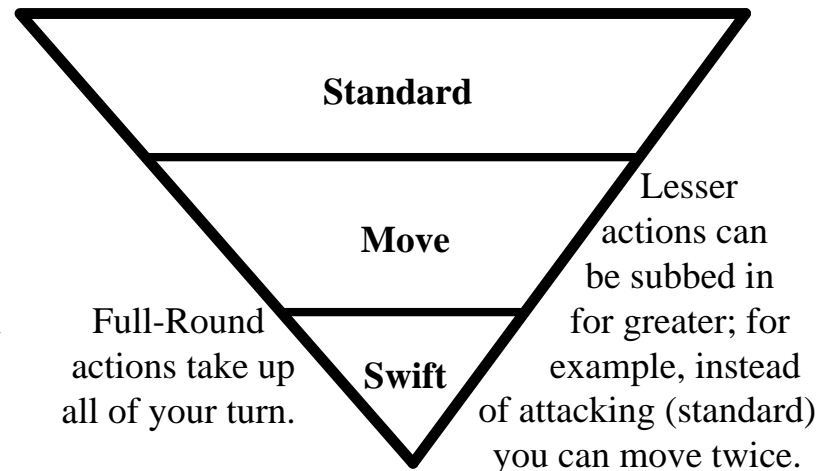 Standard
Move
Swift
Full-Round
actions take up
all of your turn.
Lesser
actions can
be subbed in
for greater; for
example, instead
of attacking (standard)
you can move twice.